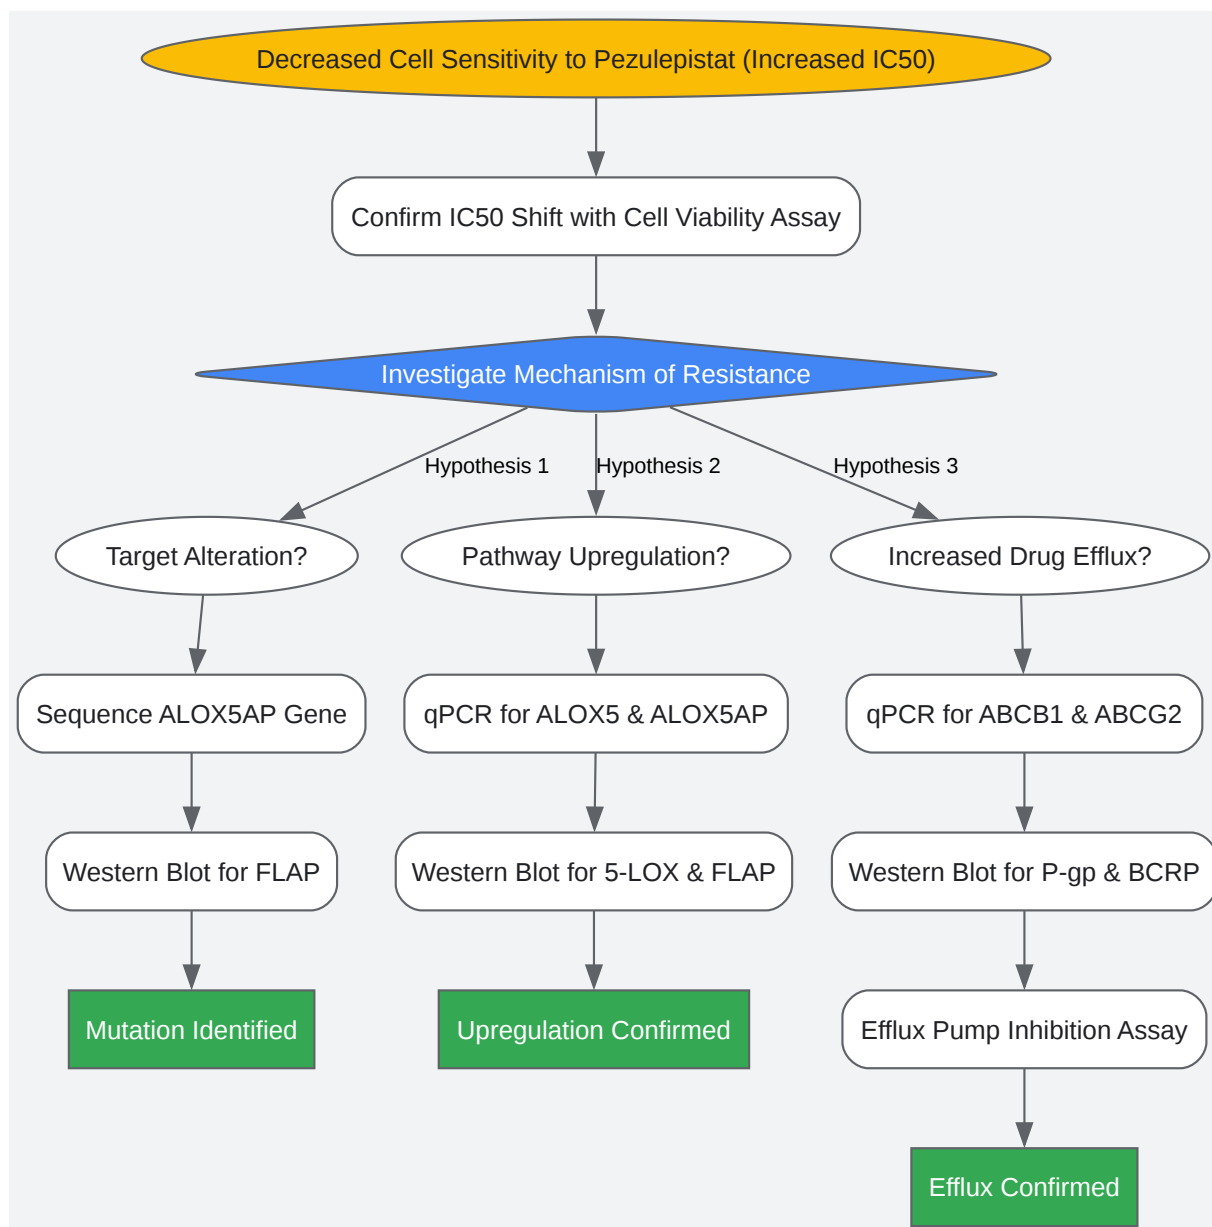 Decreased Cell Sensitivity to Pezulepistat (Increased IC50)
Confirm IC50 Shift with Cell Viability Assay
Investigate Mechanism of Resistance
Hypothesis 1
Hypothesis 2
Hypothesis 3
Target Alteration?
Pathway Upregulation?
Increased Drug Efflux?
Sequence ALOX5AP Gene
qPCR for ALOX5 & ALOX5AP
qPCR for ABCB1 & ABCG2
Western Blot for FLAP
Western Blot for 5-LOX & FLAP
Western Blot for P-gp & BCRP
Mutation Identified
Upregulation Confirmed
Efflux Pump Inhibition Assay
Efflux Confirmed